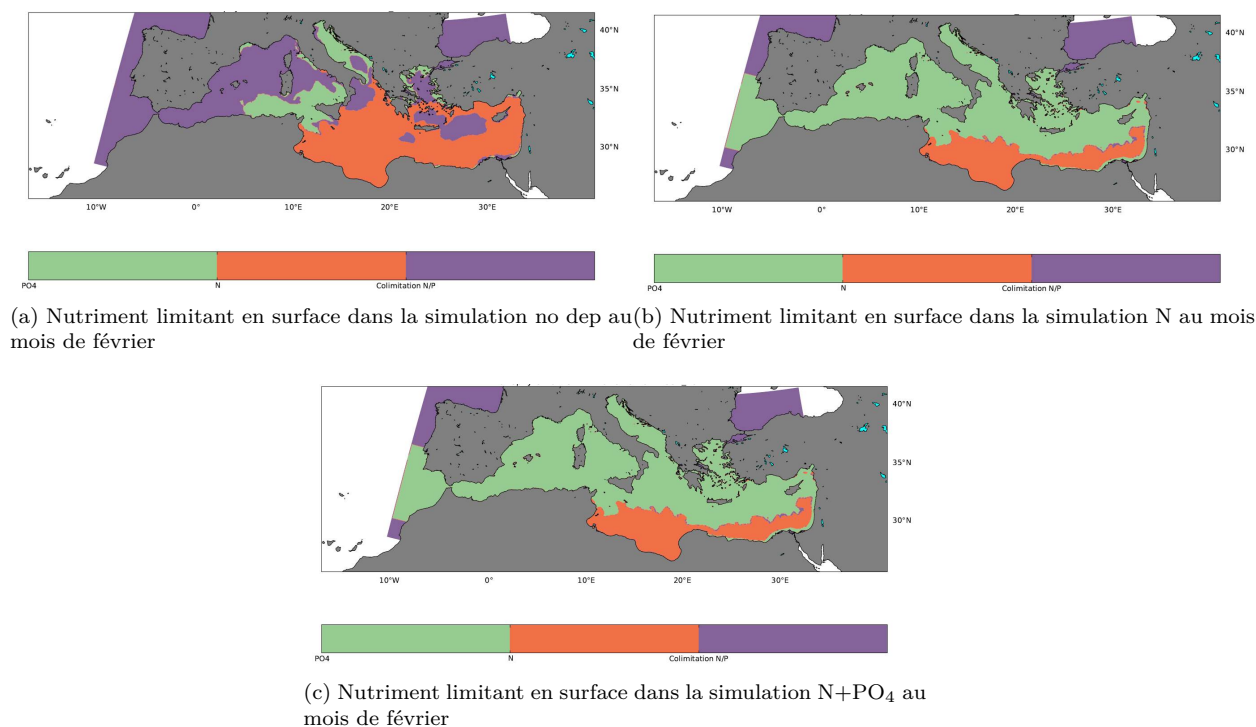 40°N
35°N
30°N
10°W 0° 10°E 20°E 30°E
PO4 N Colimitation N/P
(a) Nutriment limitant en surface dans la simulation no dep au
mois de février
40°N
35°N
30°N
10°W 0° 10°E 20°E 30°E
PO4 N Colimitation N/P
(b) Nutriment limitant en surface dans la simulation N au mois
de février
40°N
35°N
30°N
10°W 0° 10°E 20°E 30°E
PO4 N Colimitation N/P
(c) Nutriment limitant en surface dans la simulation N+PO₄ au
mois de février